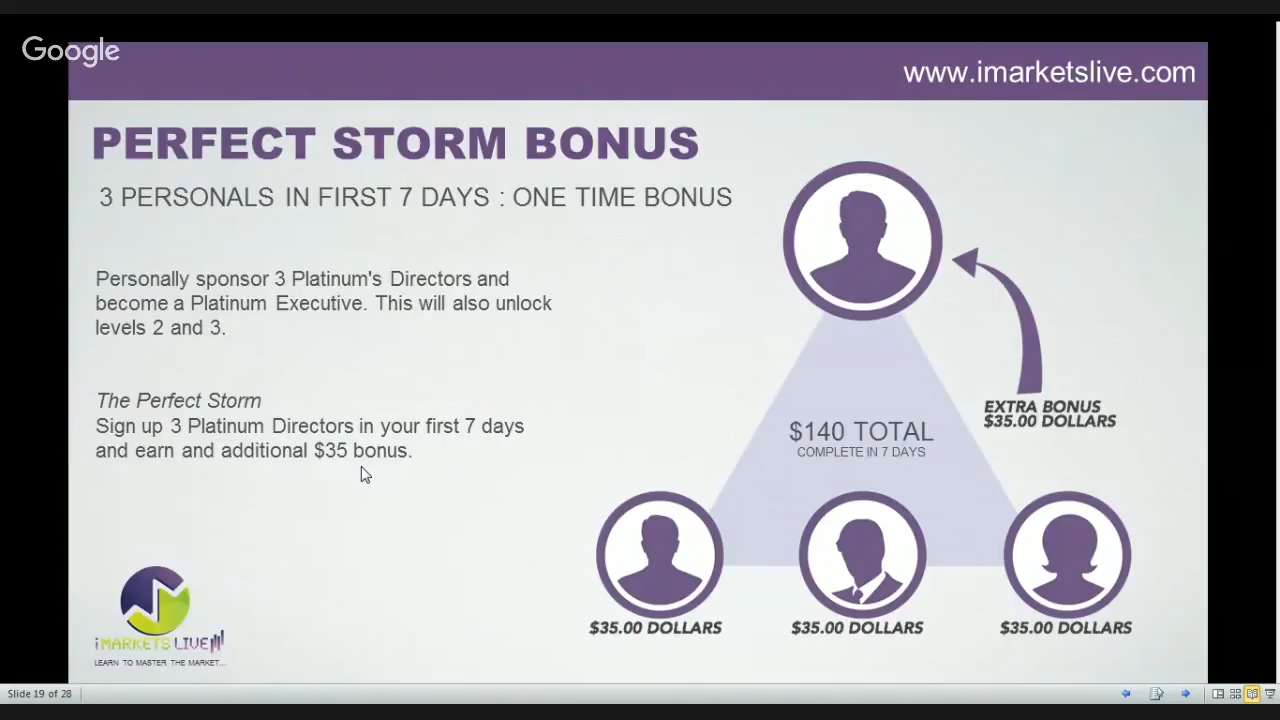 Google
www.imarketslive.com
PERFECT STORM BONUS
3 PERSONALS IN FIRST 7 DAYS : ONE TIME BONUS
Personally sponsor 3 Platinum's Directors and
become a Platinum Executive. This will also unlock
levels 2 and 3.
The Perfect Storm
Sign up 3 Platinum Directors in your first 7 days
and earn and additional $35 bonus.
EXTRA BONUS
$35.00 DOLLARS
$140 TOTAL
COMPLETE IN 7 DAYS
$35.00 DOLLARS
$35.00 DOLLARS
$35.00 DOLLARS
iMARKETS LIVE
LEARN TO MASTER THE MARKET...
Slide 19 of 28